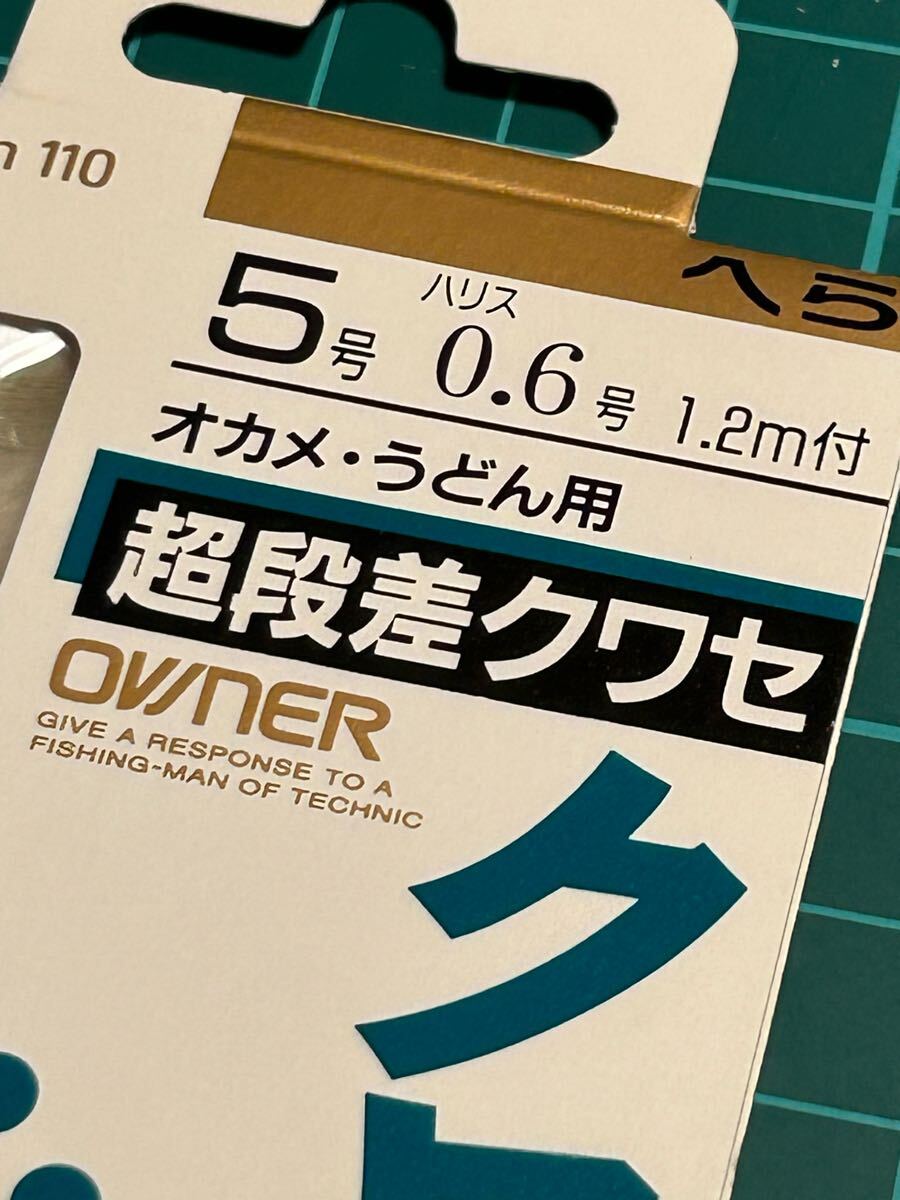 110
へら
5号 ハリス 0.6号 1.2m付
オカメ・うどん用
超段差クワセ
OWNER
GIVE A RESPONSE TO A
FISHING-MAN OF TECHNIC
ク